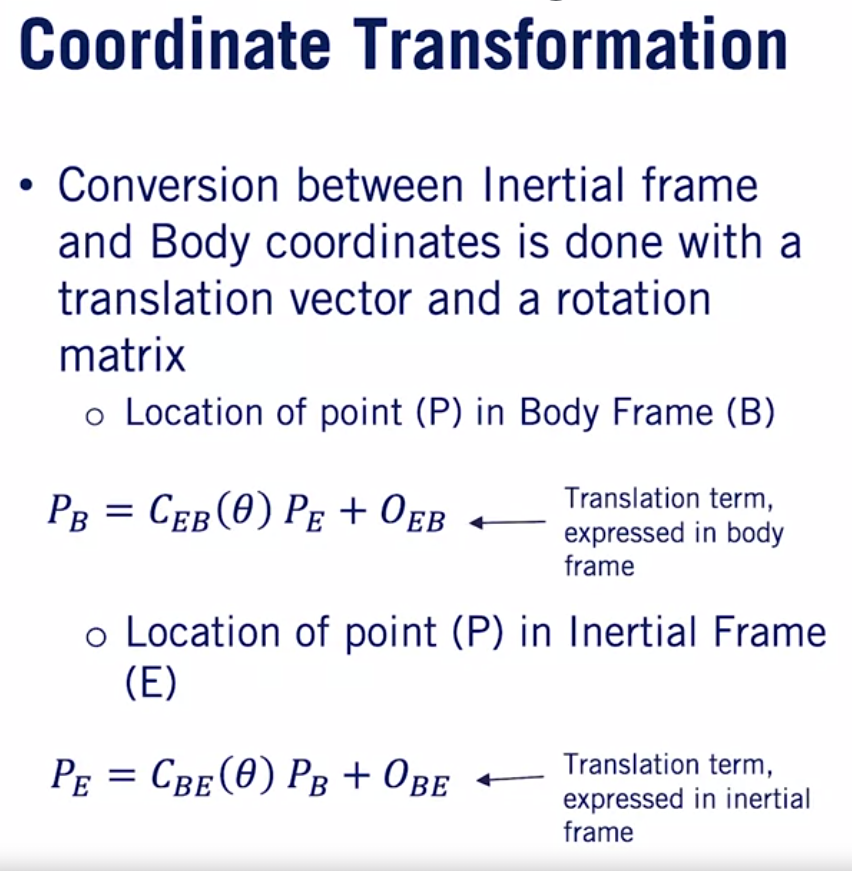 Coordinate Transformation
• Conversion between Inertial frame
and Body coordinates is done with a
translation vector and a rotation
matrix
o Location of point (P) in Body Frame (B)
P_B = C_EB(θ) P_E + O_EB
Translation term,
expressed in body
frame
o Location of point (P) in Inertial Frame
(E)
P_E = C_BE(θ) P_B + O_BE
Translation term,
expressed in inertial
frame